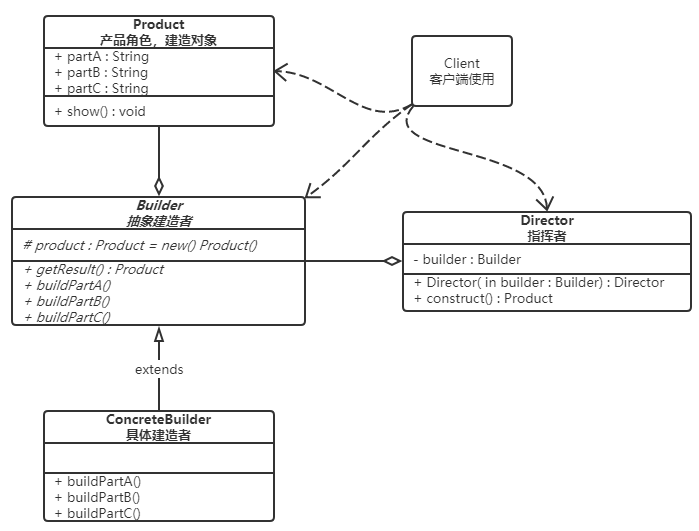 Product
产品角色，建造对象
+ partA : String
+ partB : String
+ partC : String
+ show() : void
Client
客户端使用
Builder
抽象建造者
# product : Product = new() Product()
+ getResult() : Product
+ buildPartA()
+ buildPartB()
+ buildPartC()
Director
指挥者
- builder : Builder
+ Director( in builder : Builder) : Director
+ construct() : Product
extends
ConcreteBuilder
具体建造者
+ buildPartA()
+ buildPartB()
+ buildPartC()